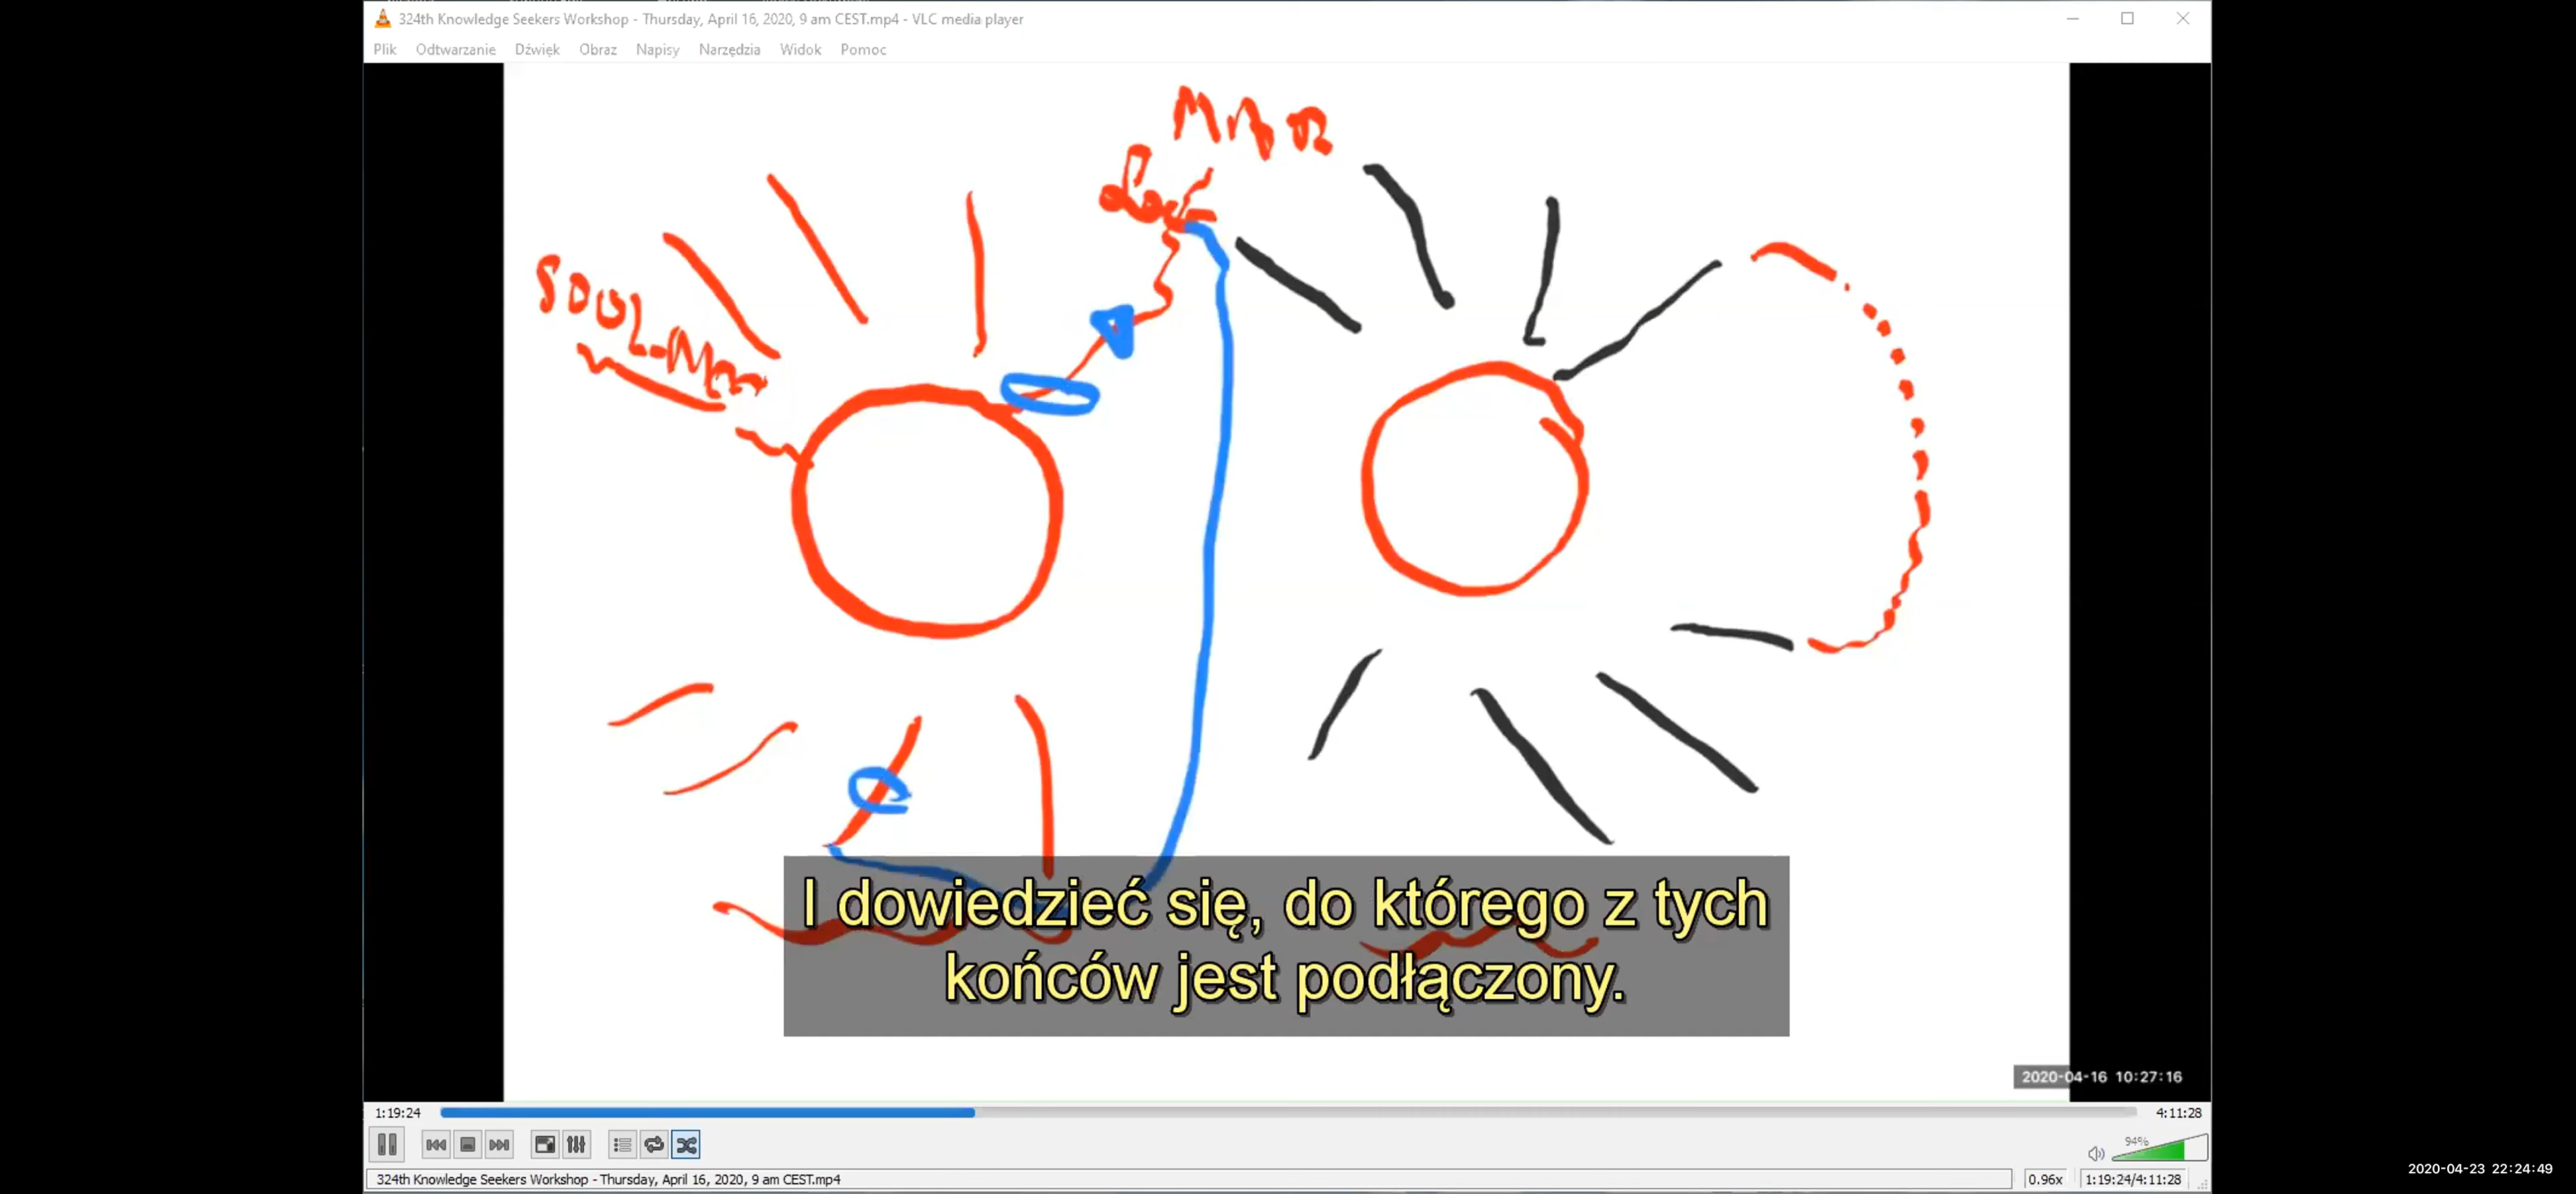 324th Knowledge Seekers Workshop - Thursday, April 16, 2020, 9 am CEST.mp4 - VLC media player
Plik Odtwarzanie Dźwięk Obraz Napisy Narzędzia Widok Pomoc
SOUL-
I dowiedzieć się, do którego z tych
końców jest podłączony.
2020-04-16 10:27:16
1:19:24 4:11:28
94%
324th Knowledge Seekers Workshop - Thursday, April 16, 2020, 9 am CEST.mp4 0.96x 1:19:24/4:11:28
2020-04-23 22:24:49